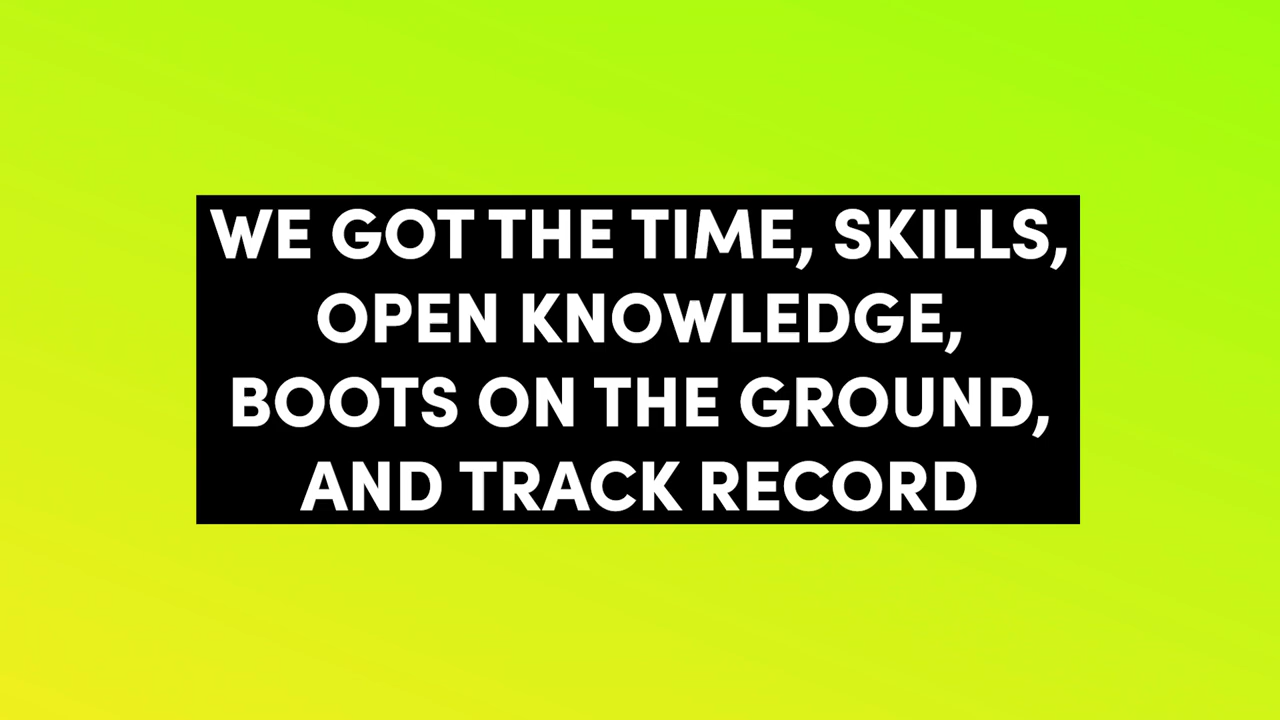 WE GOT THE TIME, SKILLS,
OPEN KNOWLEDGE,
BOOTS ON THE GROUND,
AND TRACK RECORD